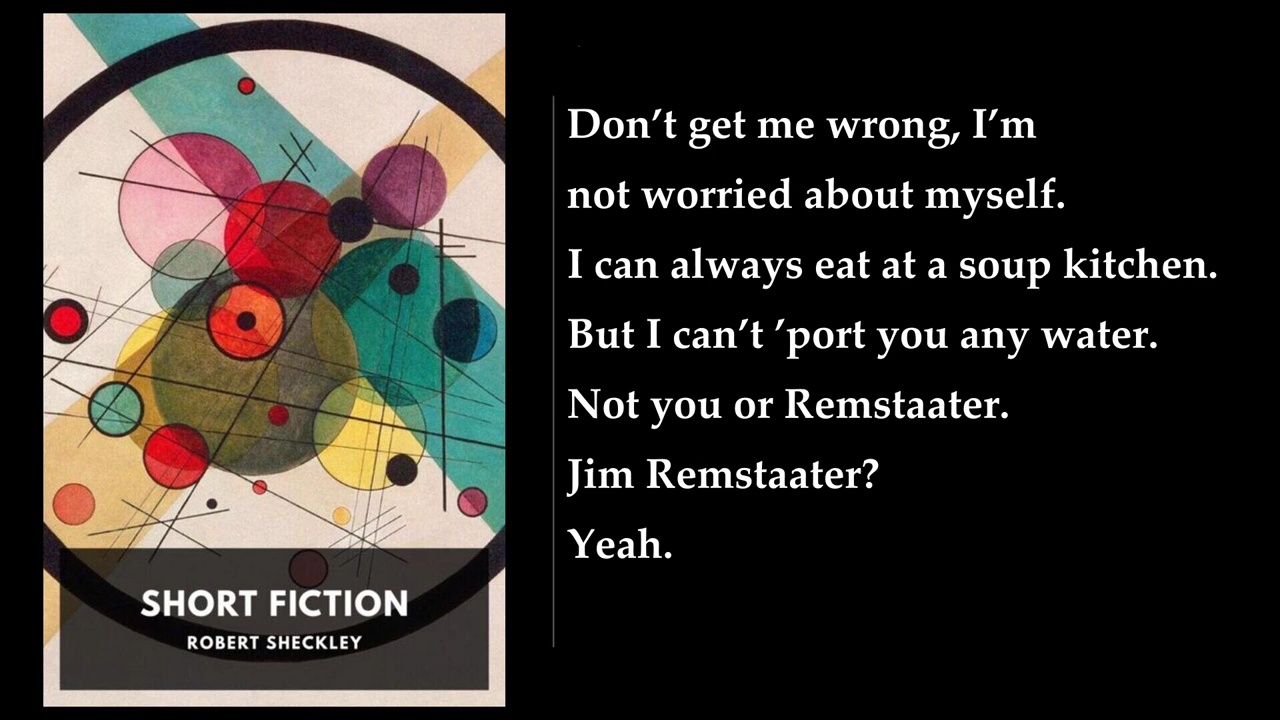 SHORT FICTION
ROBERT SHECKLEY
Don’t get me wrong, I’m
not worried about myself.
I can always eat at a soup kitchen.
But I can’t ’port you any water.
Not you or Remstaater.
Jim Remstaater?
Yeah.